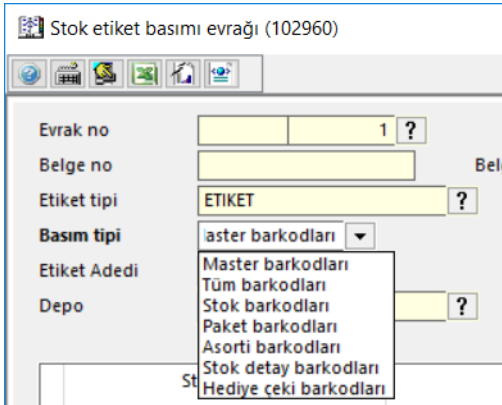 Stok etiket basımı evrağı (102960)
Evrak no 1 ?
Belge no Bel
Etiket tipi ETIKET ?
Basım tipi aster barkodları
Etiket Adedi Master barkodları
Tüm barkodları
Depo Stok barkodları ?
Paket barkodları
Asorti barkodları
Stok detay barkodları
St Hediye çeki barkodları